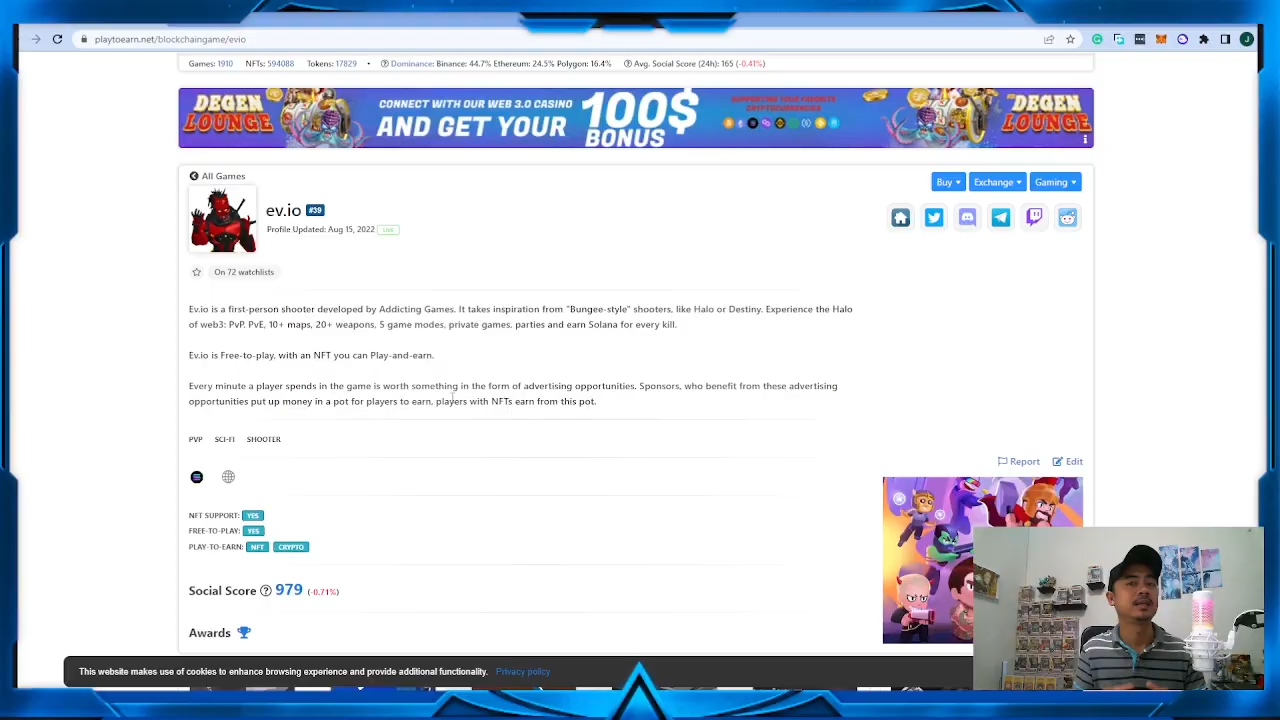 playtoearn.net/blockchaingame/evio
Games: 1910 NFTs: 594088 Tokens: 17829 • Dominance: Binance: 44.7% Ethereum: 24.5% Polygon: 16.4% Avg. Social Score (24h): 165 (-0.41%)
DEGEN LOUNGE
CONNECT WITH OUR WEB 3.0 CASINO
AND GET YOUR 100$ BONUS
SUPPORTING YOUR FAVORITE
CRYPTOCURRENCIES
DEGEN LOUNGE
All Games
Buy Exchange Gaming
ev.io #39
Profile Updated: Aug 15, 2022 Live
On 72 watchlists
Ev.io is a first-person shooter developed by Addicting Games. It takes inspiration from "Bungee-style" shooters, like Halo or Destiny. Experience the Halo
of web3: PvP. PvE, 10+ maps, 20+ weapons, 5 game modes, private games, parties and earn Solana for every kill.
Ev.io is Free-to-play, with an NFT you can Play-and-earn.
Every minute a player spends in the game is worth something in the form of advertising opportunities. Sponsors, who benefit from these advertising
opportunities put up money in a pot for players to earn, players with NFTs earn from this pot.
PVP SCI-FI SHOOTER
Report Edit
NFT SUPPORT: YES
FREE-TO-PLAY: YES
PLAY-TO-EARN: NFT CRYPTO
Social Score 979 (-0.71%)
Awards
This website makes use of cookies to enhance browsing experience and provide additional functionality. Privacy policy